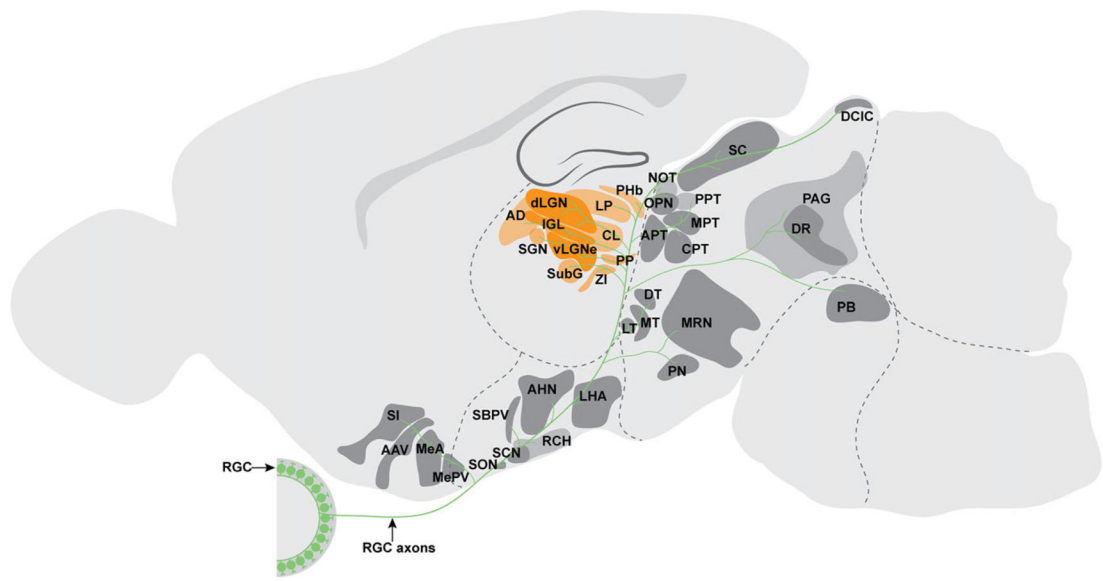 DCIC
SC
NOT
PHb
PPT
dLGN
LP
OPN
PAG
AD
IGL
MPT
DR
CL
APT
SGN
vLGNe
CPT
PP
SubG
ZI
DT
PB
LT
MT
MRN
PN
AHN
LHA
SI
SBPV
RCH
AAV
MeA
SCN
SON
MePV
RGC
RGC axons